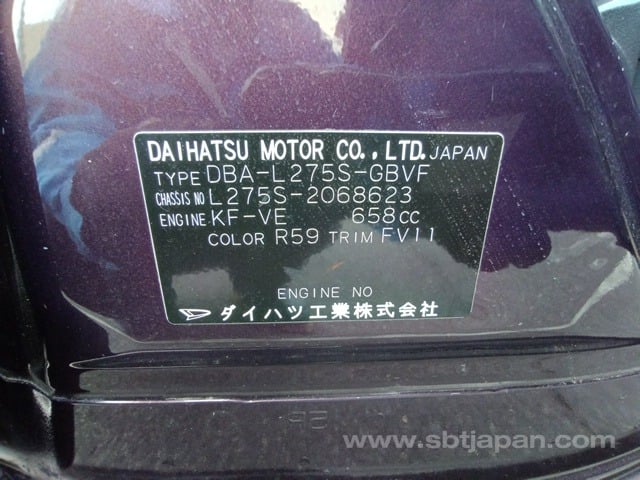 DAIHATSU MOTOR CO.,LTD. JAPAN
TYPE DBA-L275S-GBVF
CHASSIS NO L275S-2068623
ENGINE KF-VE 658cc
COLOR R59 TRIM FV11
ENGINE NO
ダイハツ工業株式会社
www.sbtjapan.com